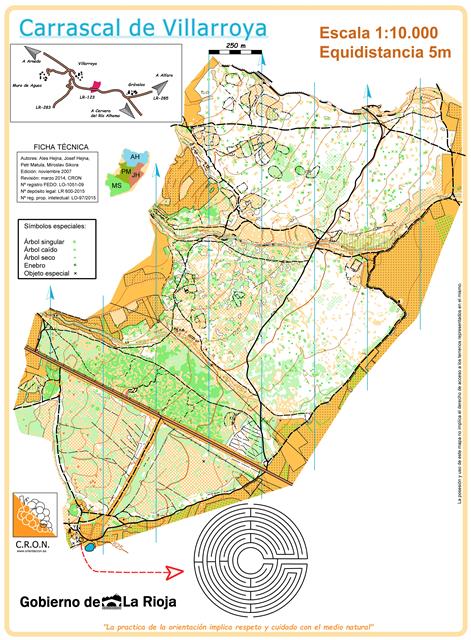 Carrascal de Villarroya
250 m
Escala 1:10.000
Equidistancia 5m
A Arnedo
Villarroya
A Alfaro
Muro de Aguas
Grávalos
LR-123
LR-285
LR-283
A Cervera
del Río Alhama
FICHA TÉCNICA
Autores: Ales Hejna, Josef Hejna,
Petr Matula, Miroslav Sikora
Edición: noviembre 2007
Revisión: marzo 2014, CRON
Nº registro FEDO: LO-1051-09
Nº depósito legal: LR 600-2015
Nº reg. prop. intelectual: LO-97/2015
AH
PM
JH
MS
Símbolos especiales:
Árbol singular
Árbol caido
Árbol seco
Enebro
Objeto especial
La posesión y uso de este mapa no implica el derecho de acceso a los terrenos representados en el mismo.
C.R.O.N.
www.orientacion.es
825
Gobierno de La Rioja
"La practica de la orientación implica respeto y cuidado con el medio natural"